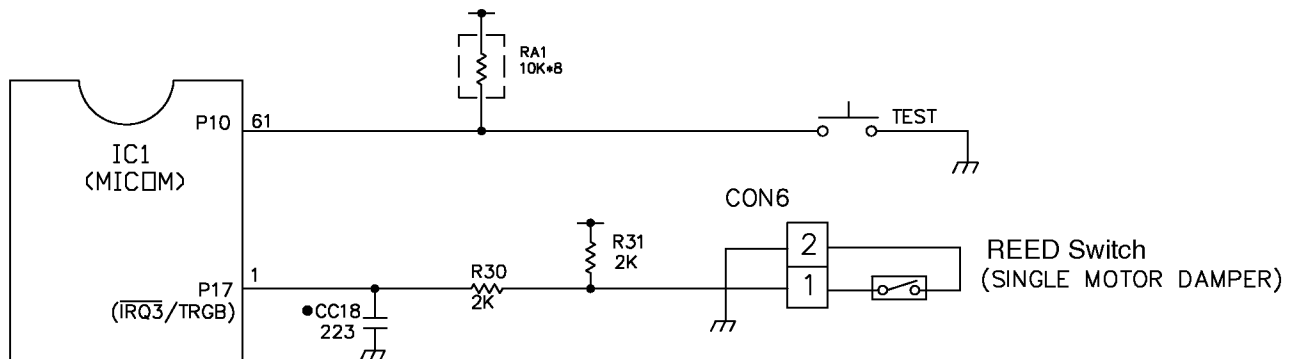 RA1
10K*8
P10
61
TEST
IC1
(MICOM)
CON6
2
REED Switch
(SINGLE MOTOR DAMPER)
R31
2K
1
R30
2K
1
P17
(IRQ3/TRGB)
●CC18
223